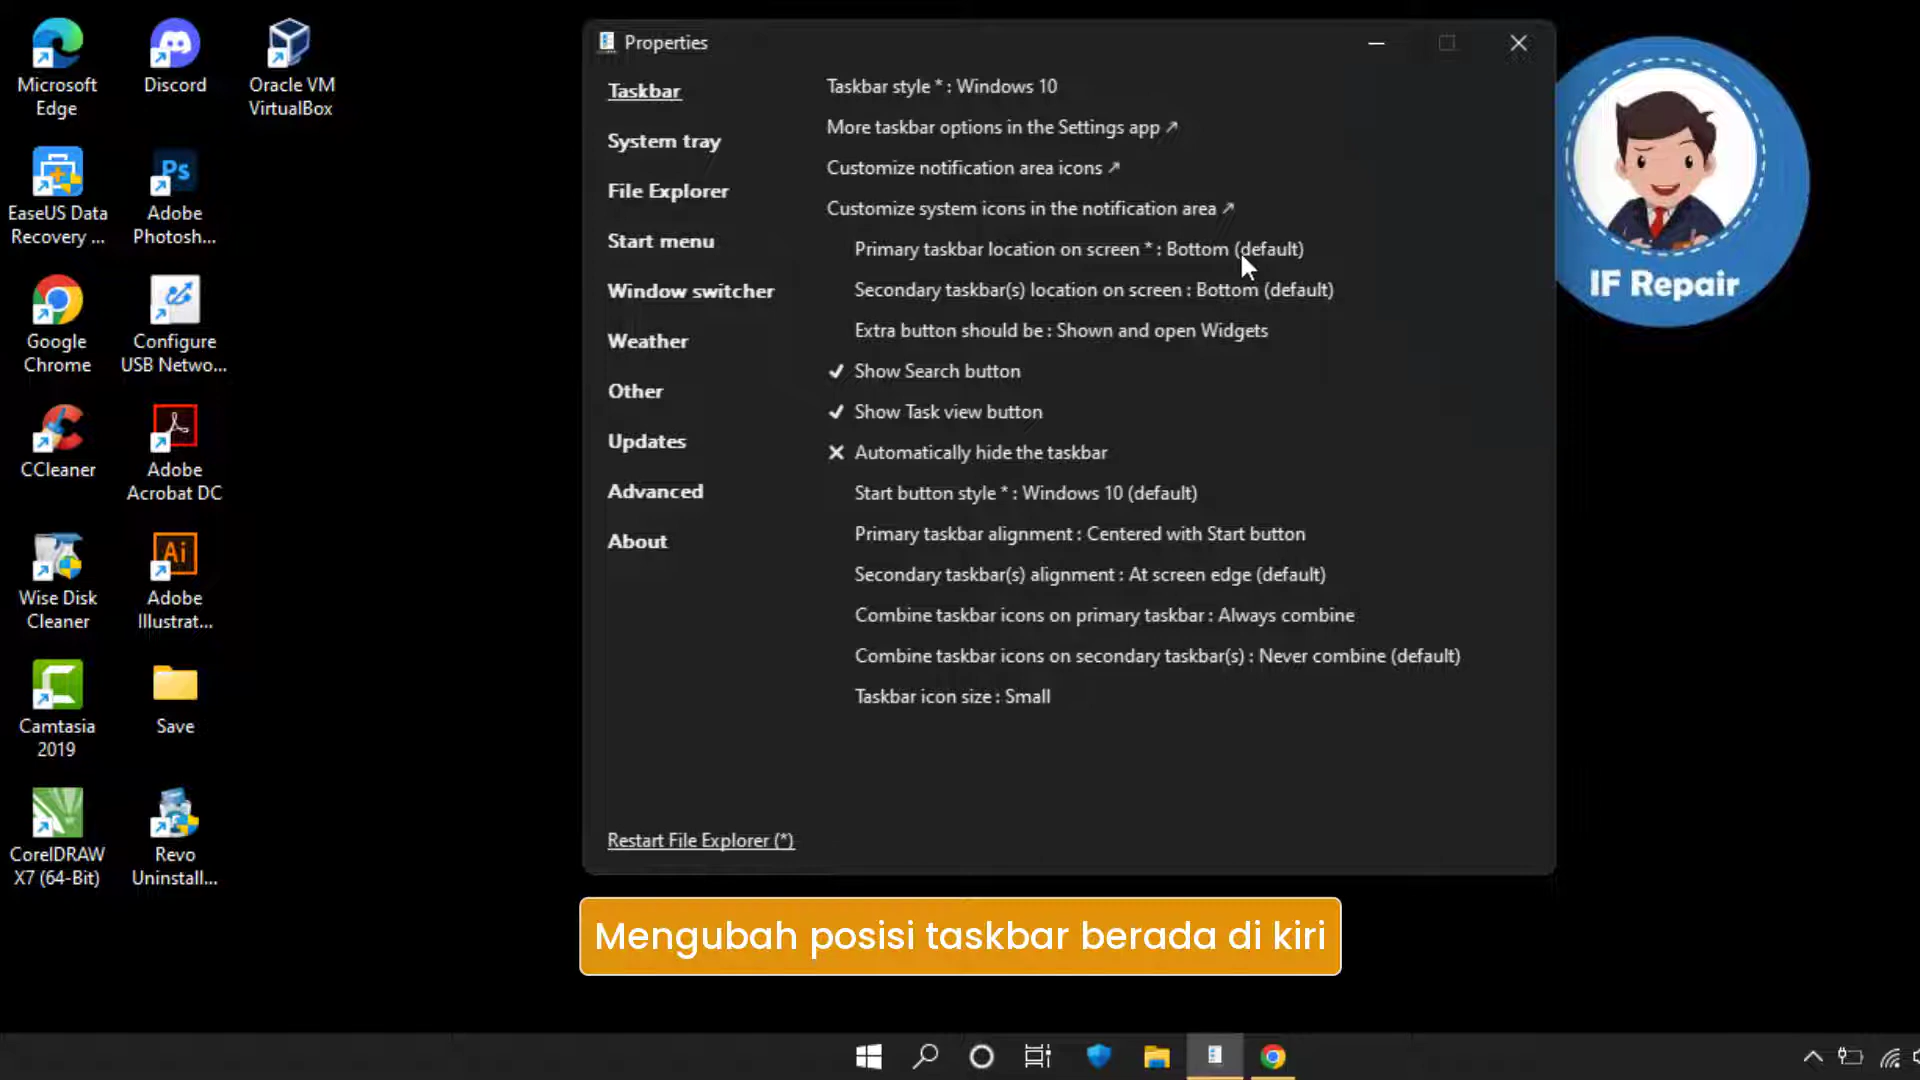 Microsoft
Edge
Discord
Oracle VM
VirtualBox
EaseUS Data
Recovery ...
Adobe
Photosh...
Google
Chrome
Configure
USB Netwo...
CCleaner
Adobe
Acrobat DC
Wise Disk
Cleaner
Adobe
Illustrat...
Camtasia
2019
Save
CorelDRAW
X7 (64-Bit)
Revo
Uninstall...
Ps
Ai
Properties
Taskbar
System tray
File Explorer
Start menu
Window switcher
Weather
Other
Updates
Advanced
About
Taskbar style * : Windows 10
More taskbar options in the Settings app ↗
Customize notification area icons ↗
Customize system icons in the notification area ↗
Primary taskbar location on screen * : Bottom (default)
Secondary taskbar(s) location on screen : Bottom (default)
Extra button should be : Shown and open Widgets
Show Search button
Show Task view button
Automatically hide the taskbar
Start button style * : Windows 10 (default)
Primary taskbar alignment : Centered with Start button
Secondary taskbar(s) alignment : At screen edge (default)
Combine taskbar icons on primary taskbar : Always combine
Combine taskbar icons on secondary taskbar(s) : Never combine (default)
Taskbar icon size : Small
Restart File Explorer (*)
IF Repair
Mengubah posisi taskbar berada di kiri